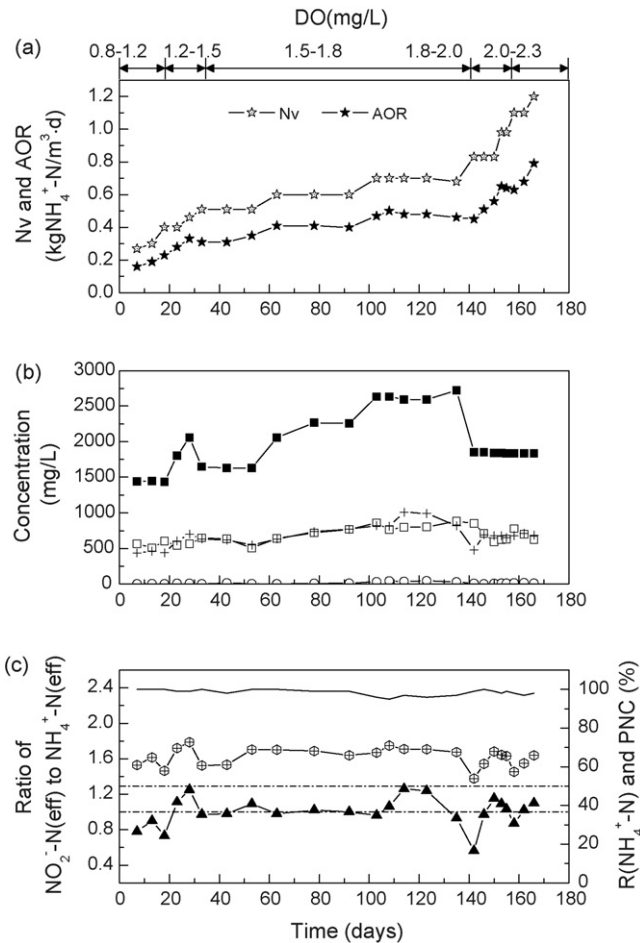 DO(mg/L)
(a)
0.8-1.2 1.2-1.5 1.5-1.8 1.8-2.0 2.0-2.3
Nv and AOR
(kgNH₄⁺-N/m³·d)
1.2
1.0
0.8
0.6
0.4
0.2
0.0
Nv AOR
0 20 40 60 80 100 120 140 160 180
(b)
Concentration
(mg/L)
3000
2500
2000
1500
1000
500
0
0 20 40 60 80 100 120 140 160 180
(c)
Ratio of
NO₂⁻-N(eff) to NH₄⁺-N(eff)
2.4
2.0
1.6
1.2
0.8
0.4
100
80
60
40
20
0
R(NH₄⁺-N) and PNC (%)
0 20 40 60 80 100 120 140 160 180
Time (days)